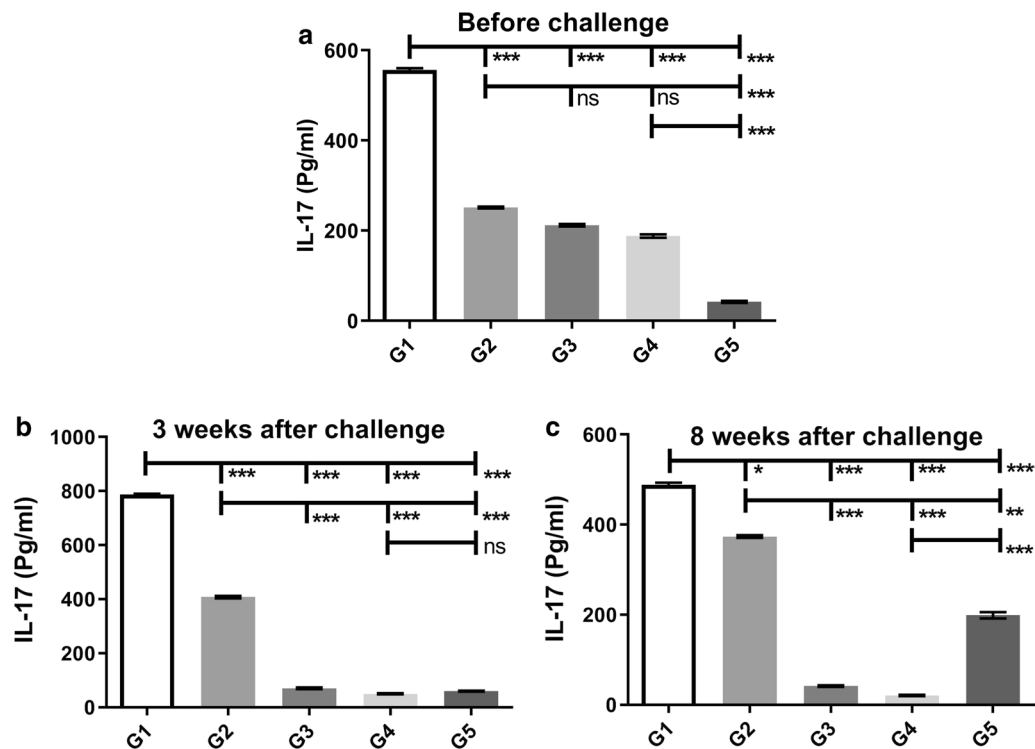 a
Before challenge
IL-17 (Pg/ml)
600
400
200
0
*** *** *** ***
ns ns ***
***
G1 G2 G3 G4 G5
b
3 weeks after challenge
IL-17 (Pg/ml)
1000
800
600
400
200
0
*** *** *** ***
*** *** ***
ns
G1 G2 G3 G4 G5
c
8 weeks after challenge
IL-17 (Pg/ml)
600
400
200
0
* *** *** ***
*** *** **
***
G1 G2 G3 G4 G5